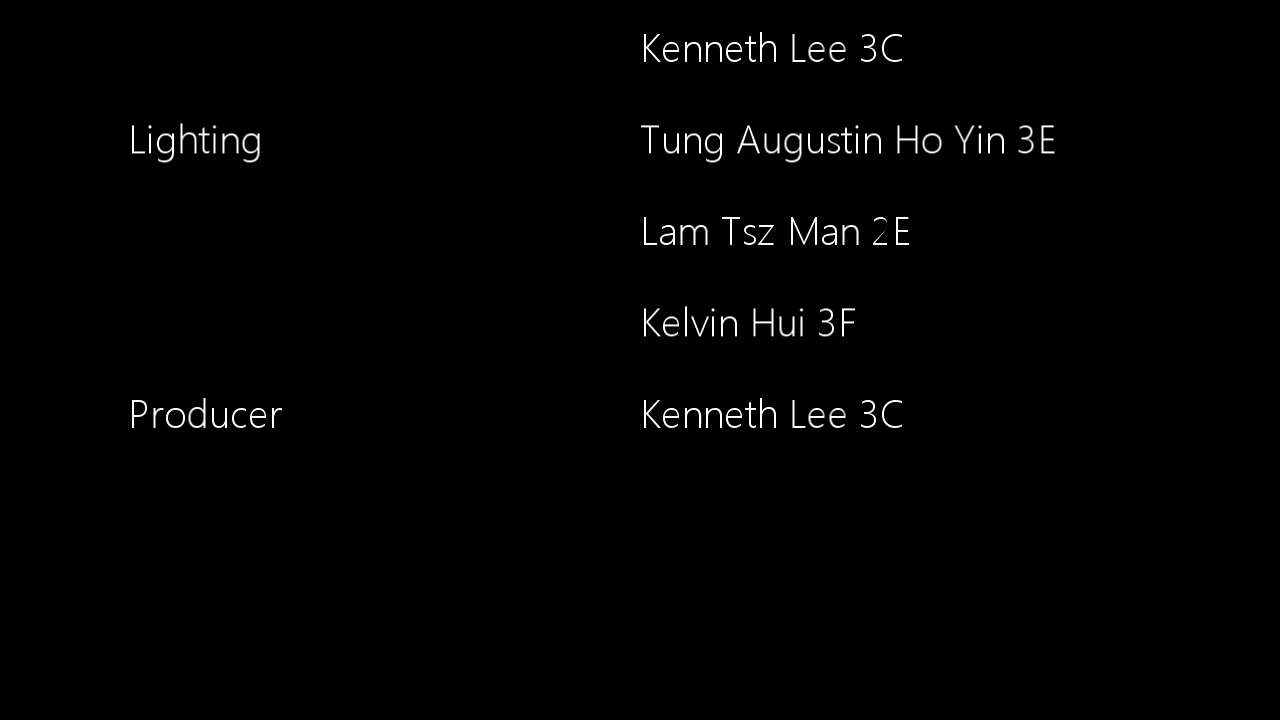 Kenneth Lee 3C
Lighting Tung Augustin Ho Yin 3E
Lam Tsz Man 2E
Kelvin Hui 3F
Producer Kenneth Lee 3C